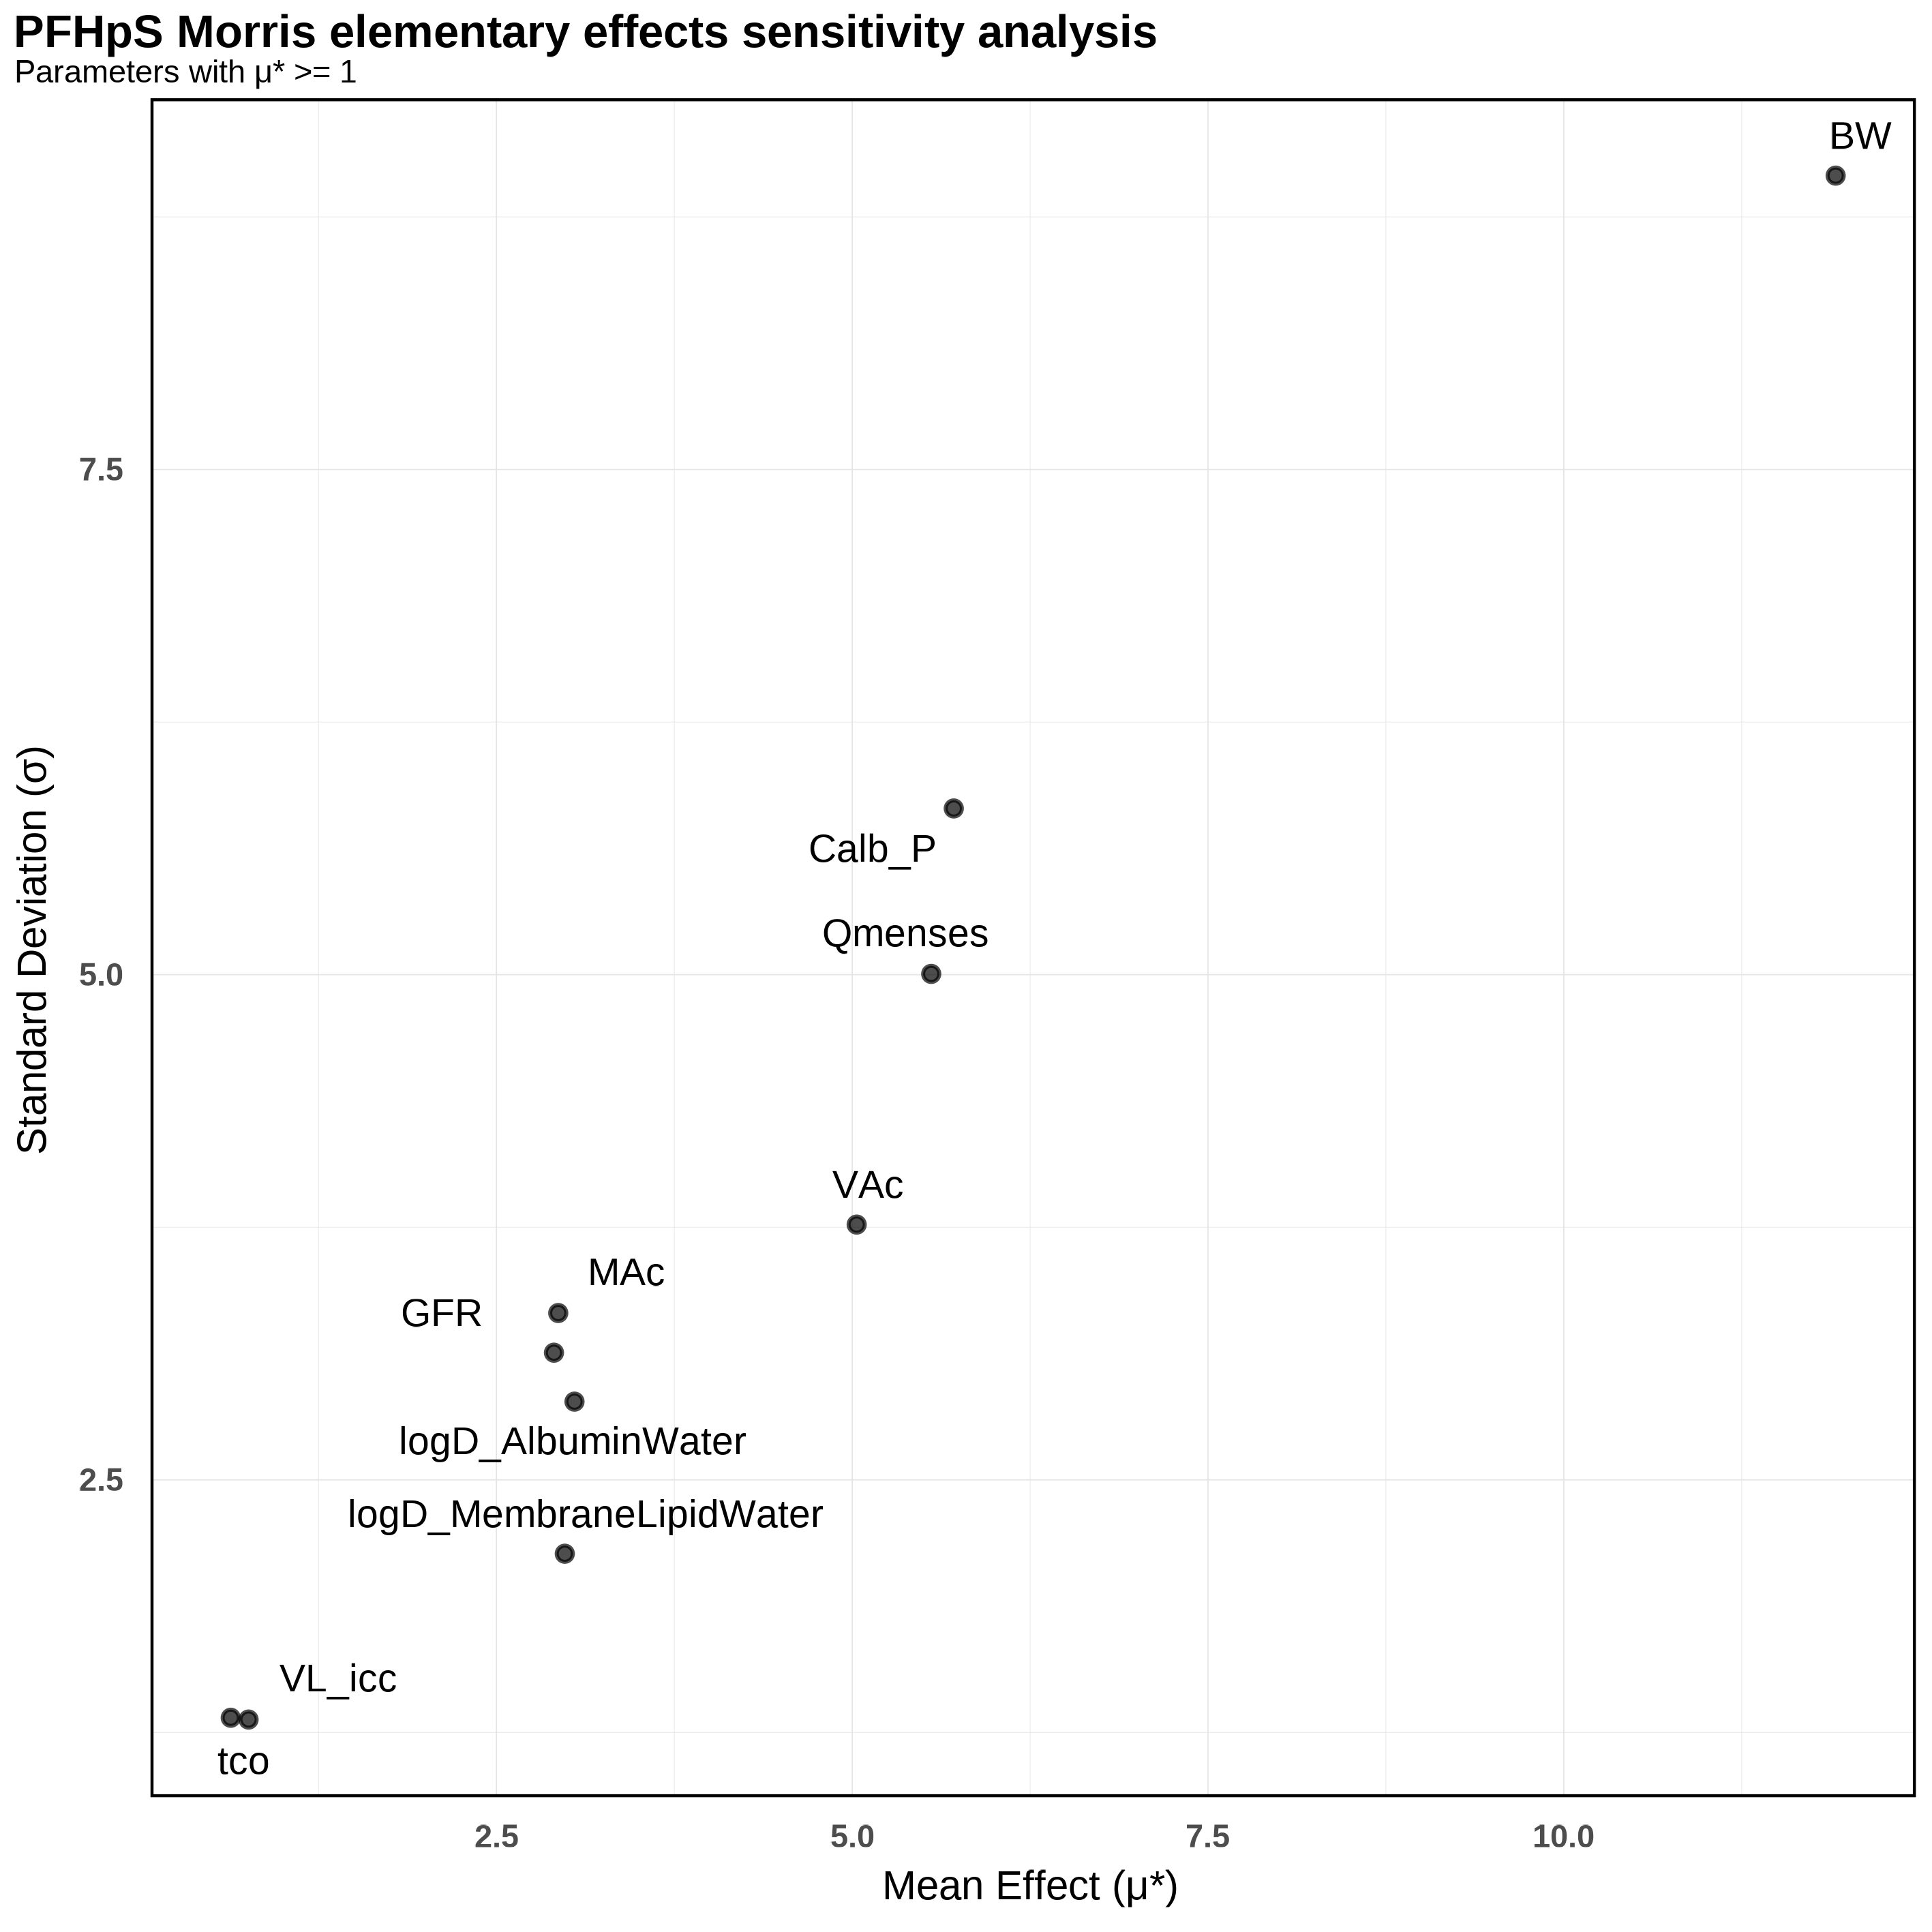 PFHpS Morris elementary effects sensitivity analysis
Parameters with μ* >= 1
BW
7.5
Calb_P
Qmenses
5.0
VAc
MAc
GFR
logD_AlbuminWater
2.5
logD_MembraneLipidWater
VL_icc
tco
Standard Deviation (σ)
2.5 5.0 7.5 10.0
Mean Effect (μ*)